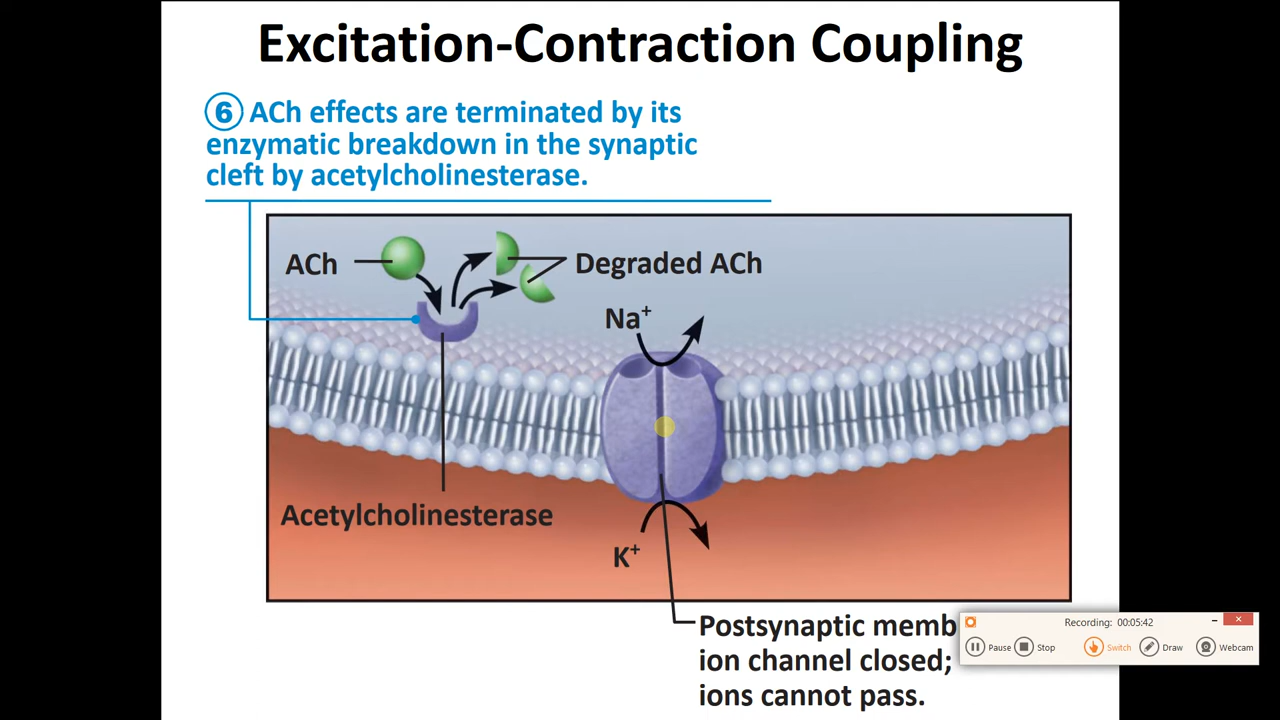 Excitation-Contraction Coupling
6 ACh effects are terminated by its
enzymatic breakdown in the synaptic
cleft by acetylcholinesterase.
ACh
Degraded ACh
Na+
Acetylcholinesterase
K+
Postsynaptic memb
ion channel closed;
ions cannot pass.
Recording: 00:05:42
Pause Stop Switch Draw Webcam